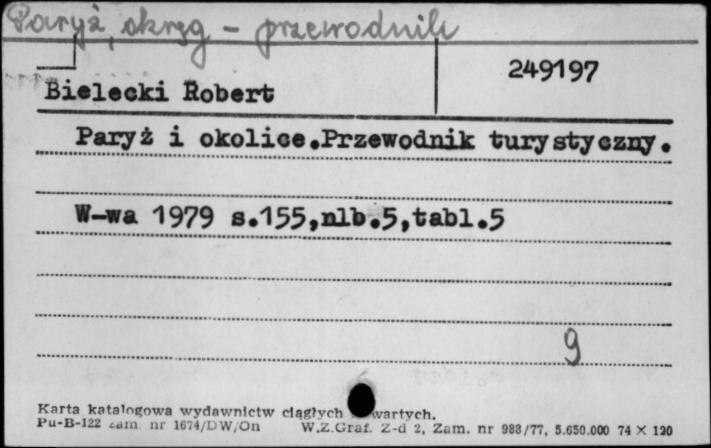 Paryż, okręg - przewodnik
249197
Bielecki Robert
Paryż i okolice.Przewodnik turystyczny.
W-wa 1979 s.155,nlb.5,tabl.5
9
Karta katalogowa wydawnictw ciągłych wartych.
Pu-B-122 zam. nr 1674/DW/On W.Z.Graf. Z-d 2, Zam. nr 988/77, 5.650.000 74 X 120